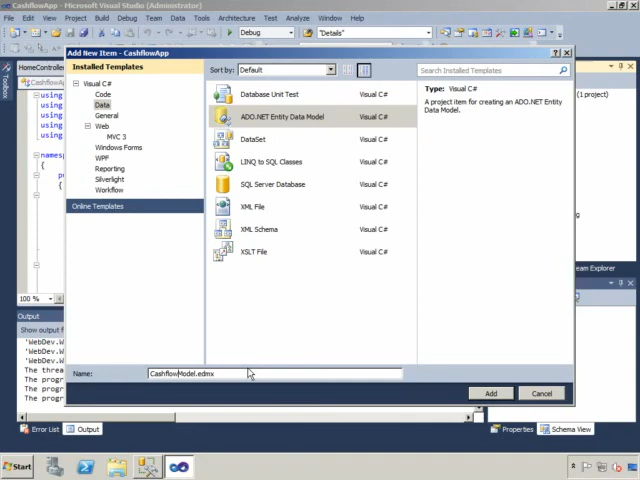 CashflowApp - Microsoft Visual Studio (Administrator)
File Edit View Project Build Debug Team Data Tools Architecture Test Analyze Window Help
Debug "Details"
HomeController
Add New Item - CashflowApp
Installed Templates
Sort by: Default
Search Installed Templates
Toolbox
CashflowApp
(1 project)
Visual C#
Code
Data
General
Web
MVC 3
Windows Forms
WPF
Reporting
Silverlight
Workflow
Online Templates
Database Unit Test Visual C#
ADO.NET Entity Data Model Visual C#
DataSet Visual C#
LINQ to SQL Classes Visual C#
SQL Server Database Visual C#
XML File Visual C#
XML Schema Visual C#
XSLT File Visual C#
Type: Visual C#
A project item for creating an ADO.NET Entity
Data Model.
using
using
using
using
namesp
{
pu
{
100 %
eam Explorer
Output
Show output f
'WebDev.W
'WebDev.W
'WebDev.W
The threa
The progr
The progr
The progr
Name: CashflowModel.edmx
Add Cancel
Error List Output Properties Schema View
Start